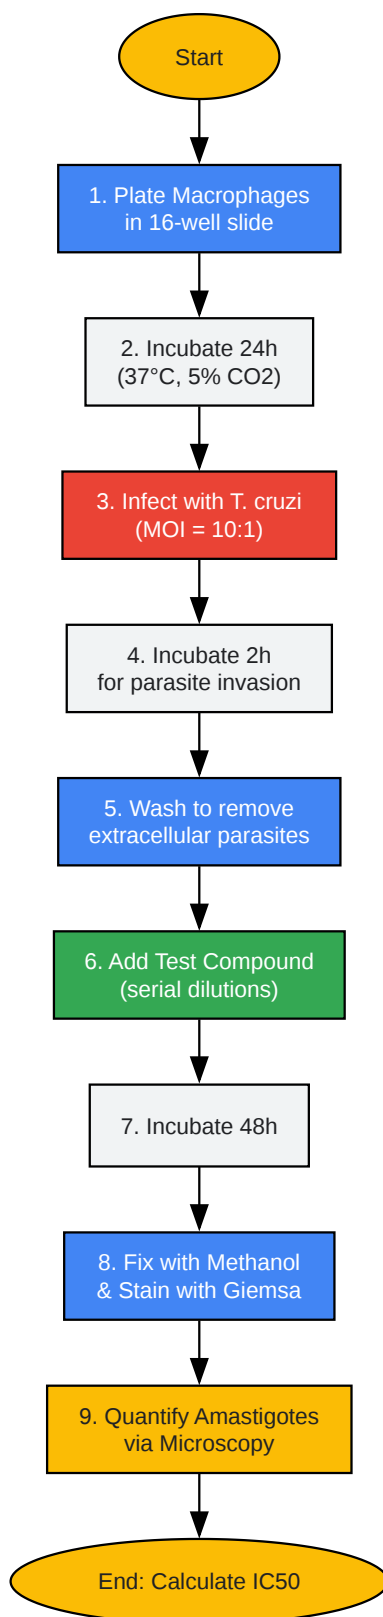 Start
1. Plate Macrophages
in 16-well slide
2. Incubate 24h
(37°C, 5% CO2)
3. Infect with T. cruzi
(MOI = 10:1)
4. Incubate 2h
for parasite invasion
5. Wash to remove
extracellular parasites
6. Add Test Compound
(serial dilutions)
7. Incubate 48h
8. Fix with Methanol
& Stain with Giemsa
9. Quantify Amastigotes
via Microscopy
End: Calculate IC50